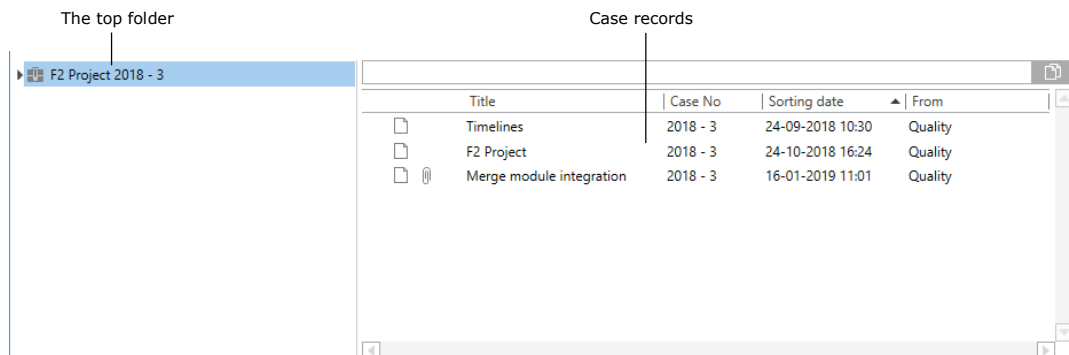 The top folder
Case records
F2 Project 2018 - 3
Title Case No Sorting date From
Timelines 2018 - 3 24-09-2018 10:30 Quality
F2 Project 2018 - 3 24-10-2018 16:24 Quality
Merge module integration 2018 - 3 16-01-2019 11:01 Quality